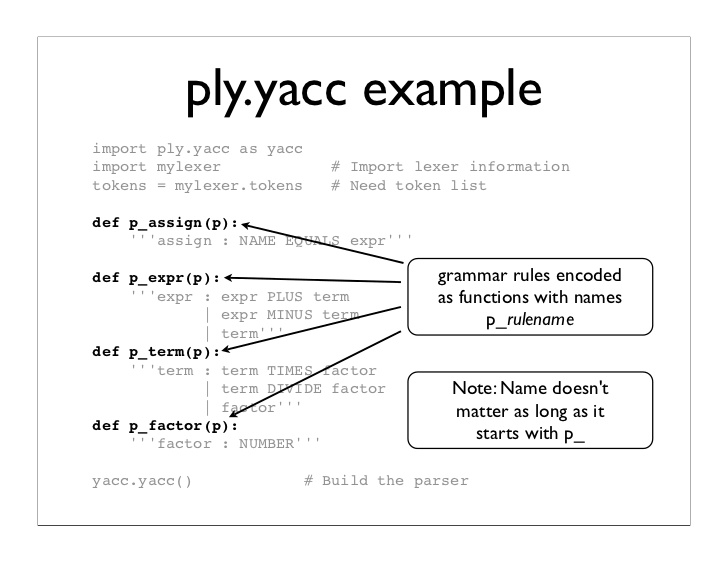 ply.yacc example
import ply.yacc as yacc
import mylexer            # Import lexer information
tokens = mylexer.tokens   # Need token list
def p_assign(p):
    '''assign : NAME EQUALS expr'''
def p_expr(p):
    '''expr : expr PLUS term
            | expr MINUS term
            | term'''
def p_term(p):
    '''term : term TIMES factor
            | term DIVIDE factor
            | factor'''
def p_factor(p):
    '''factor : NUMBER'''
yacc.yacc()            # Build the parser
grammar rules encoded
as functions with names
p_rulename
Note: Name doesn't
matter as long as it
starts with p_